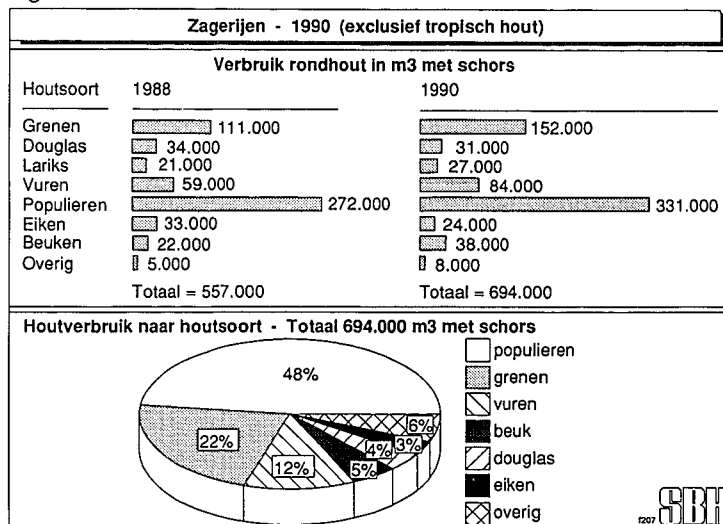 Zagerijen - 1990 (exclusief tropisch hout)
Verbruik rondhout in m3 met schors
Houtsoort 1988 1990
Grenen 111.000 152.000
Douglas 34.000 31.000
Lariks 21.000 27.000
Vuren 59.000 84.000
Populieren 272.000 331.000
Eiken 33.000 24.000
Beuken 22.000 38.000
Overig 5.000 8.000
Totaal = 557.000 Totaal = 694.000
Houtverbruik naar houtsoort - Totaal 694.000 m3 met schors
populieren
grenen
vuren
beuk
douglas
eiken
overig
48%
22%
12%
5%
4%
3%
6%
SBH